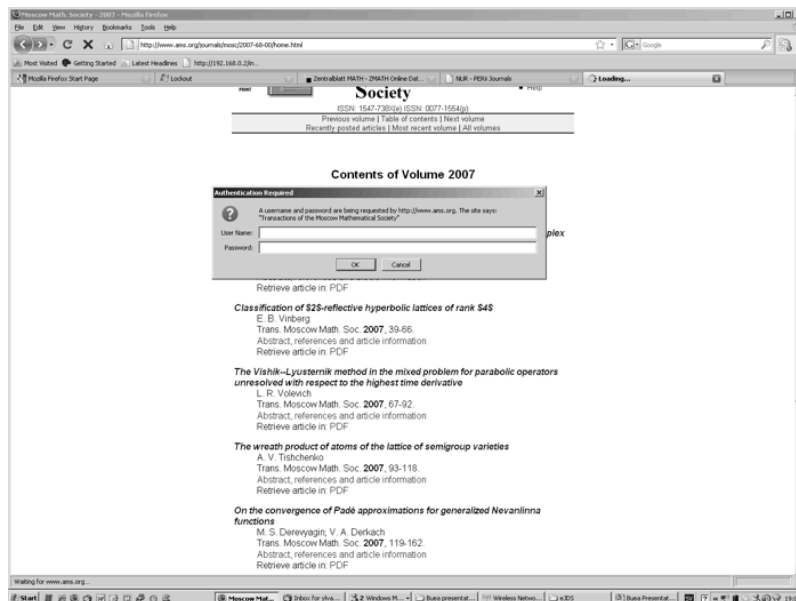 Moscow Math. Society - 2007 - Mozilla Firefox
File Edit View History Bookmarks Tools Help
http://www.ams.org/journals/mosc/2007-68-00/home.html
Google
Most Visited Getting Started Latest Headlines http://192.168.0.2/in...
Mozilla Firefox Start Page
Lockout
Zentralblatt MATH - ZMATH Online Dat...
NUR - PERii Journals
Loading...
Society
Help
ISSN: 1547-738X(e) ISSN: 0077-1554(p)
Previous volume | Table of contents | Next volume
Recently posted articles | Most recent volume | All volumes
Contents of Volume 2007
Authentication Required
A username and password are being requested by http://www.ams.org. The site says:
"Transactions of the Moscow Mathematical Society"
User Name:
plex
Password:
OK Cancel
Retrieve article in: PDF
Classification of $2$-reflective hyperbolic lattices of rank $4$
E. B. Vinberg
Trans. Moscow Math. Soc. 2007, 39-66.
Abstract, references and article information
Retrieve article in: PDF
The Vishik--Lyusternik method in the mixed problem for parabolic operators
unresolved with respect to the highest time derivative
L. R. Volevich
Trans. Moscow Math. Soc. 2007, 67-92.
Abstract, references and article information
Retrieve article in: PDF
The wreath product of atoms of the lattice of semigroup varieties
A. V. Tishchenko
Trans. Moscow Math. Soc. 2007, 93-118.
Abstract, references and article information
Retrieve article in: PDF
On the convergence of Padé approximations for generalized Nevanlinna
functions
M. S. Derevyagin; V. A. Derkach
Trans. Moscow Math. Soc. 2007, 119-162.
Abstract, references and article information
Retrieve article in: PDF
Waiting for www.ams.org...
Start
Moscow Mat...
Inbox for ylva...
2 Windows M...
Buea presentat...
Wireless Netwo...
eJDS
Buea Presentat...